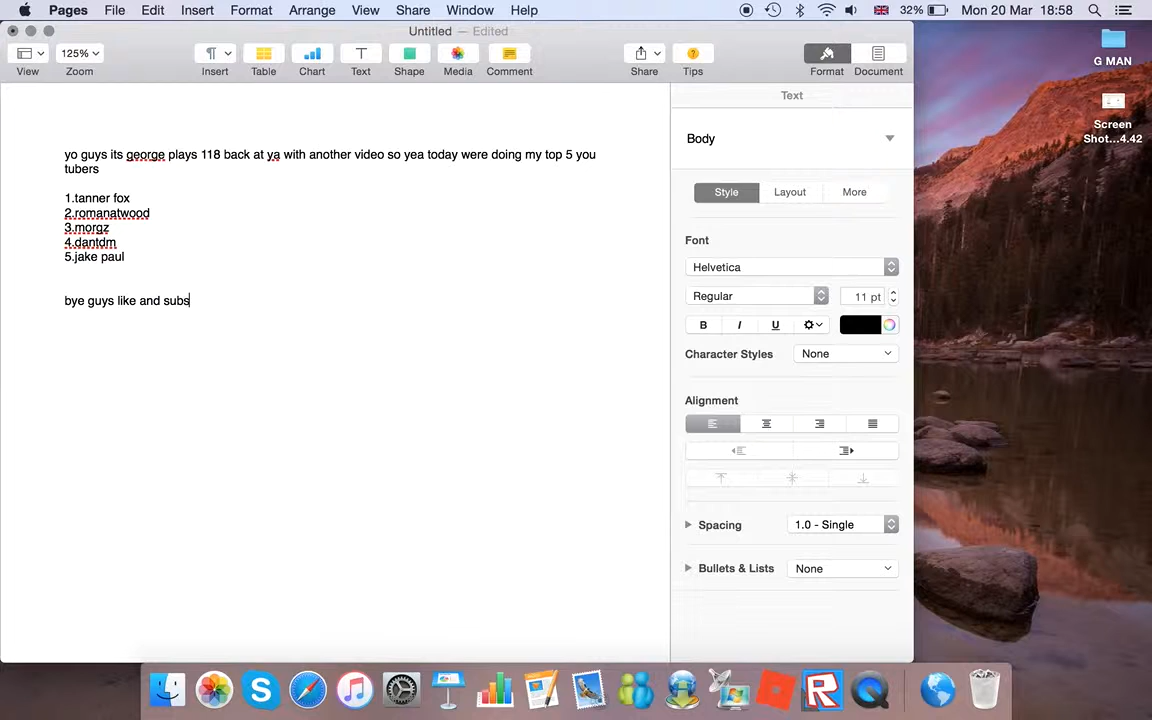 Pages File Edit Insert Format Arrange View Share Window Help 32% Mon 20 Mar 18:58
Untitled — Edited
125%
View Zoom Insert Table Chart Text Shape Media Comment Share Tips Format Document
G MAN
Screen
Shot...4.42
Text
Body
Style Layout More
Font
Helvetica
Regular 11 pt
B I U
Character Styles None
Alignment
Spacing 1.0 - Single
Bullets & Lists None
yo guys its george plays 118 back at ya with another video so yea today were doing my top 5 you
tubers
1.tanner fox
2.romanatwood
3.morgz
4.dantdm
5.jake paul
bye guys like and subs